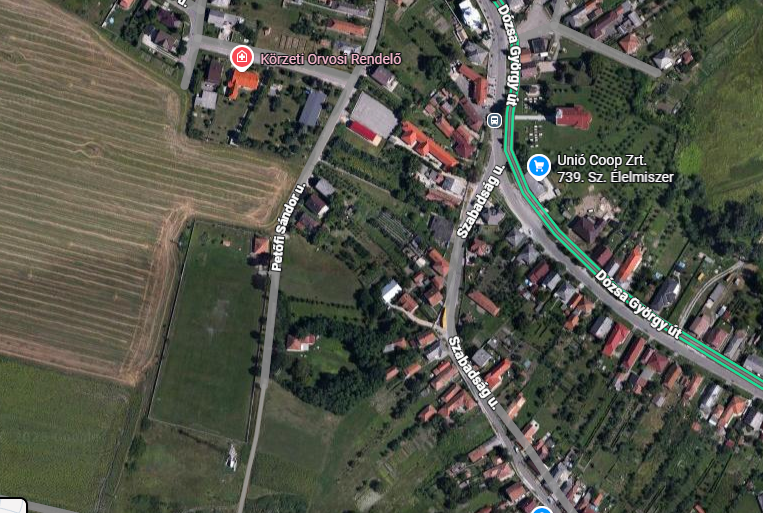 Körzeti Orvosi Rendelő
Dózsa György út
Unió Coop Zrt.
739. Sz. Élelmiszer
Szabadság u.
Petőfi Sándor u.
Dózsa György út
Szabadság u.